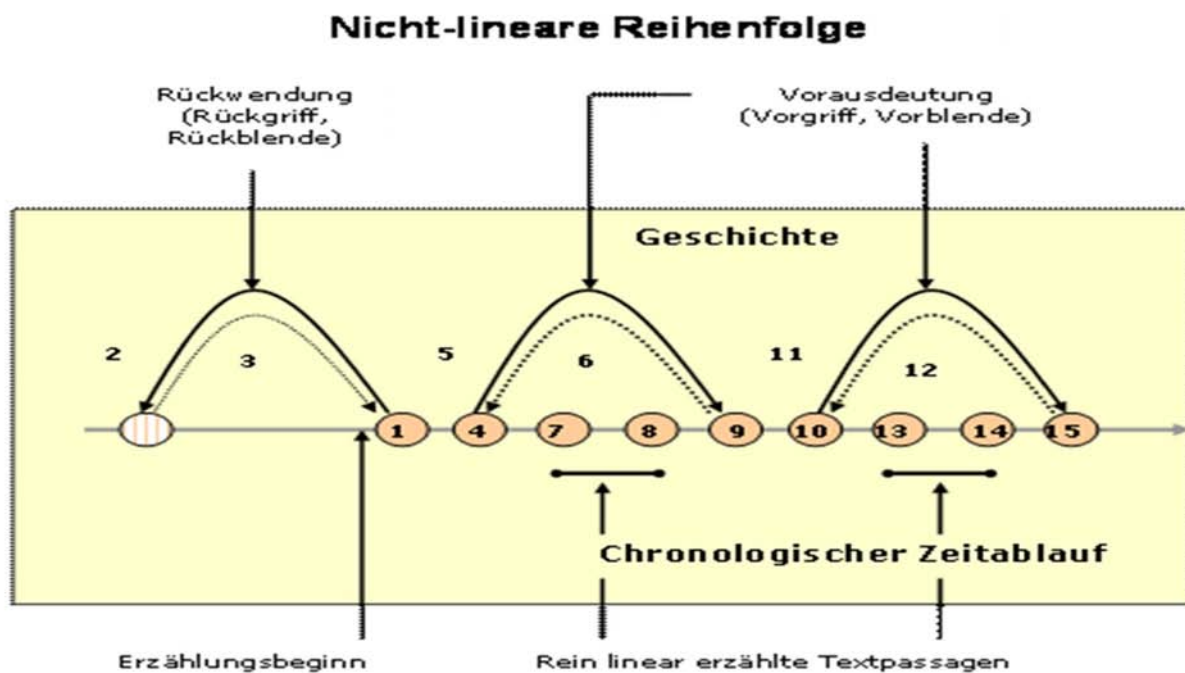 Nicht-lineare Reihenfolge
Rückwendung
(Rückgriff,
Rückblende)
Vorausdeutung
(Vorgriff, Vorblende)
Geschichte
2
3
5
6
11
12
1
4
7
8
9
10
13
14
15
Chronologischer Zeitablauf
Erzählungsbeginn
Rein linear erzählte Textpassagen